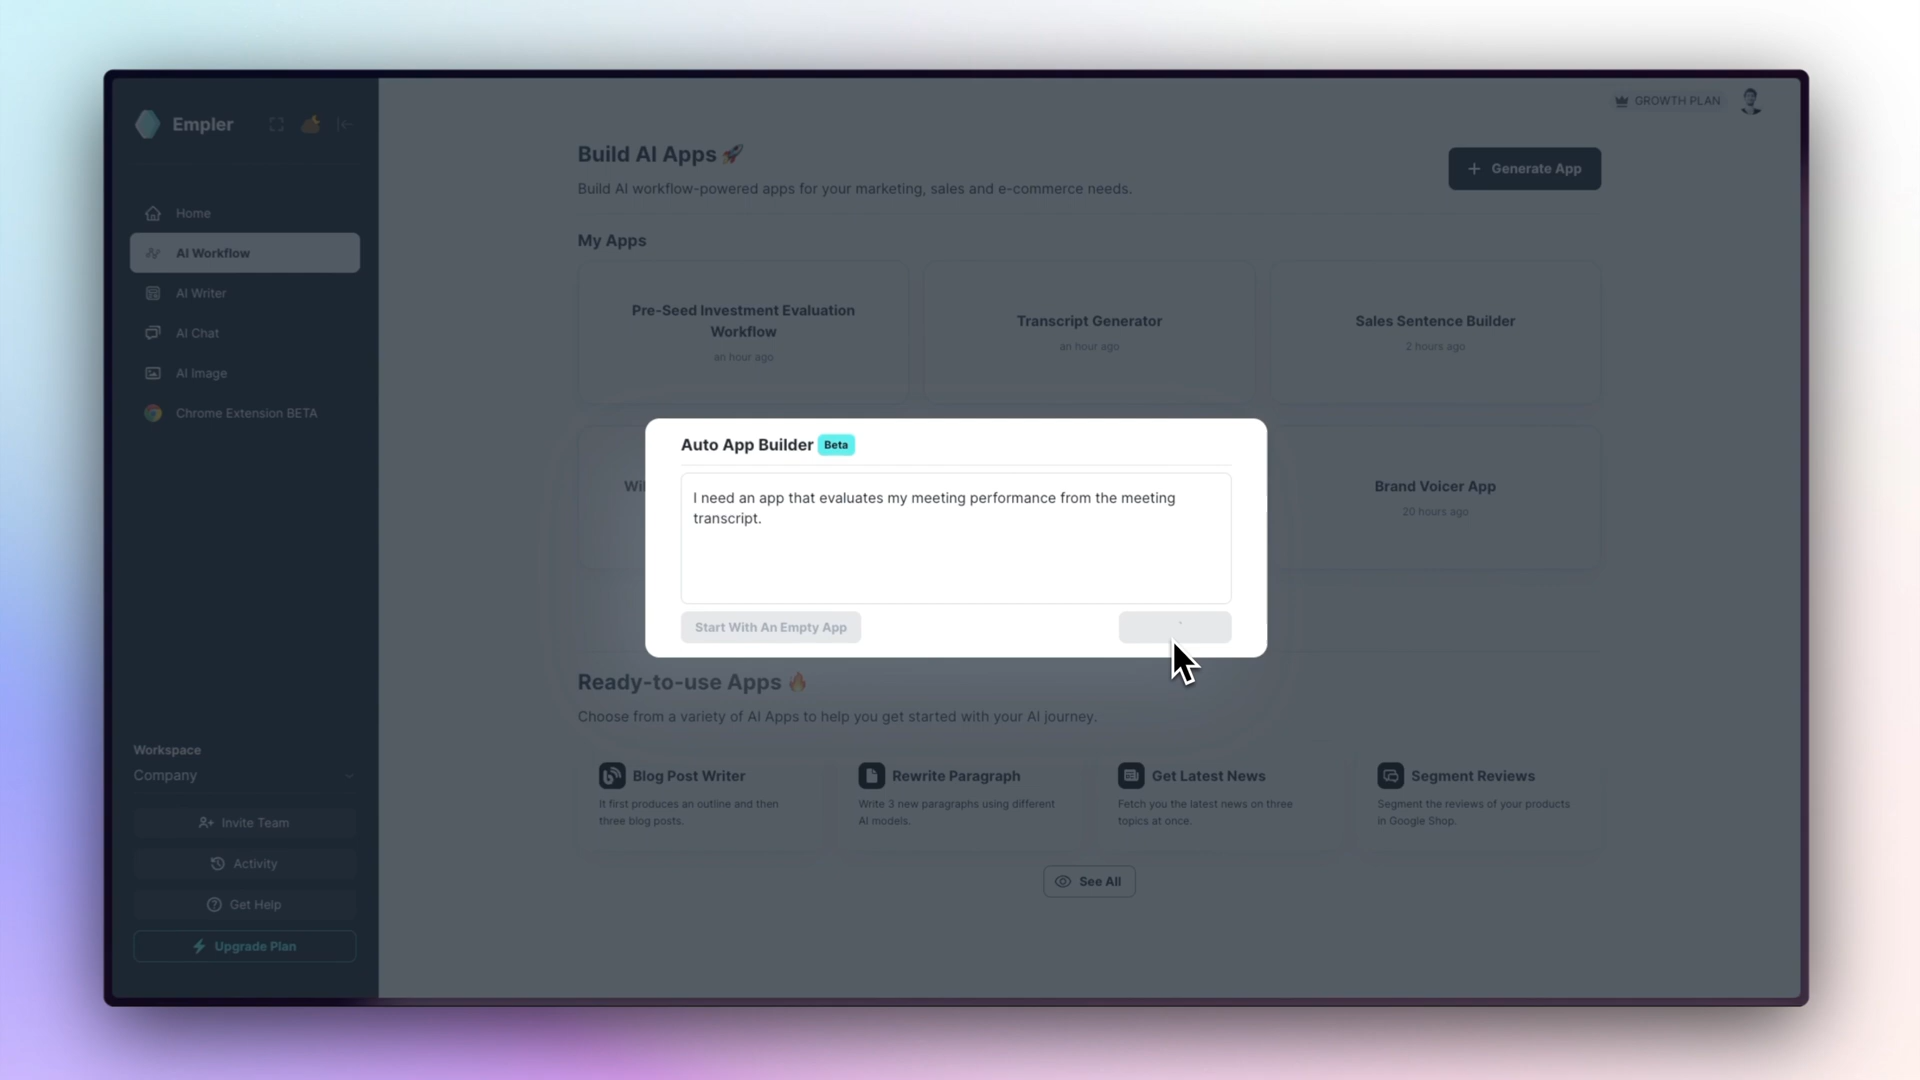 Empler
GROWTH PLAN
Build AI Apps 🚀
Build AI workflow-powered apps for your marketing, sales and e-commerce needs.
+ Generate App
Home
AI Workflow
AI Writer
AI Chat
AI Image
Chrome Extension BETA
My Apps
Pre-Seed Investment Evaluation
Workflow
an hour ago
Transcript Generator
an hour ago
Sales Sentence Builder
2 hours ago
Brand Voicer App
20 hours ago
Auto App Builder Beta
I need an app that evaluates my meeting performance from the meeting
transcript.
Start With An Empty App
Ready-to-use Apps 🔥
Choose from a variety of AI Apps to help you get started with your AI journey.
Blog Post Writer
It first produces an outline and then
three blog posts.
Rewrite Paragraph
Write 3 new paragraphs using different
AI models.
Get Latest News
Fetch you the latest news on three
topics at once.
Segment Reviews
Segment the reviews of your products
in Google Shop.
See All
Workspace
Company
Invite Team
Activity
Get Help
Upgrade Plan